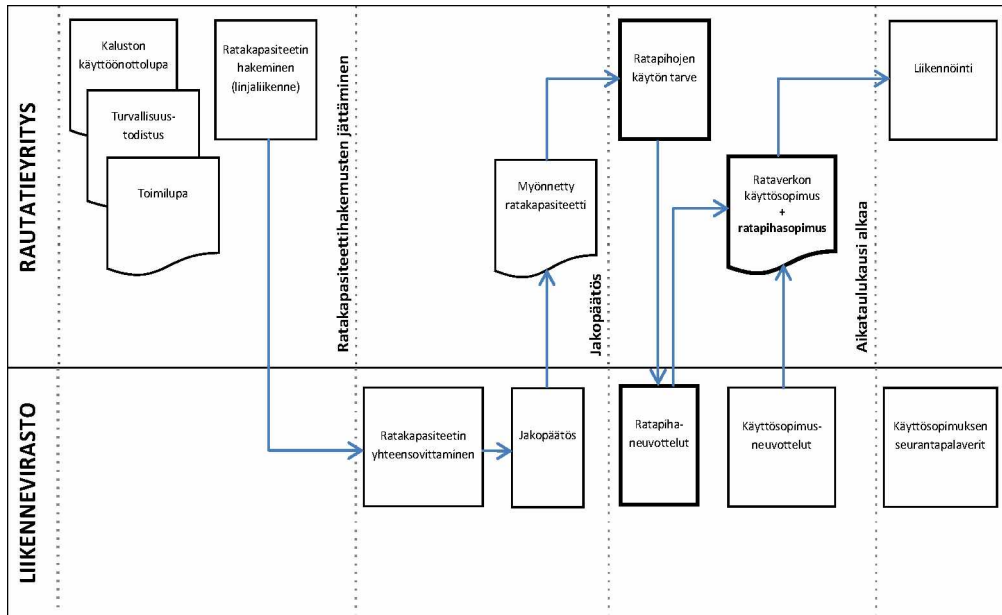 RAUTATIEYRITYS
Kaluston
käyttöönottolupa
Turvallisuus-
todistus
Toimilupa
Ratakapasiteetin
hakeminen
(linjaliikenne)
Ratakapasiteettihakemusten jättäminen
Myönnetty
ratakapasiteetti
Jakopäätös
Ratapihojen
käytön tarve
Rataverkon
käyttösopimus
+
ratapihasopimus
Aikataulukausi alkaa
Liikennöinti
LIIKENNEVIRASTO
Ratakapasiteetin
yhteensovittaminen
Jakopäätös
Ratapiha-
neuvottelut
Käyttösopimus-
neuvottelut
Käyttösopimuksen
seurantapalaverit